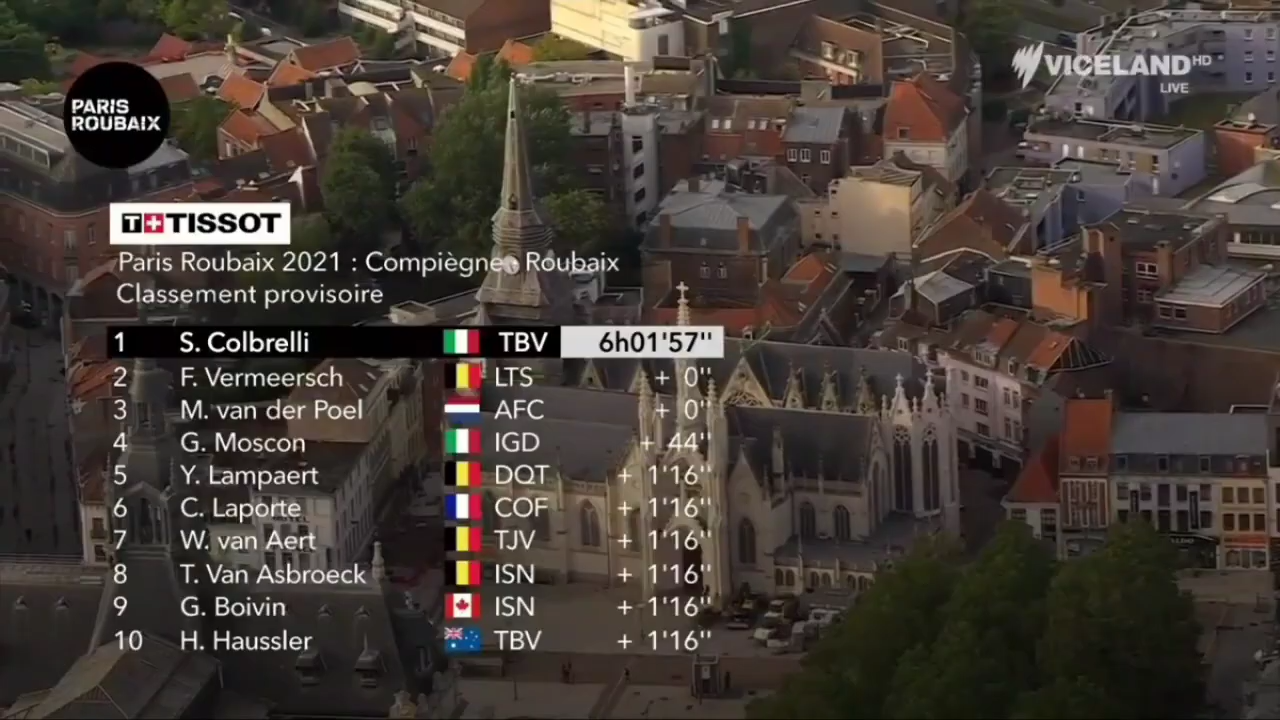 PARIS
ROUBAIX
VICELAND HD
LIVE
T+TISSOT
Paris Roubaix 2021 : Compiègne - Roubaix
Classement provisoire
1 S. Colbrelli TBV 6h01'57''
2 F. Vermeersch LTS + 0''
3 M. van der Poel AFC + 0''
4 G. Moscon IGD + 44''
5 Y. Lampaert DQT + 1'16''
6 C. Laporte COF + 1'16''
7 W. van Aert TJV + 1'16''
8 T. Van Asbroeck ISN + 1'16''
9 G. Boivin ISN + 1'16''
10 H. Haussler TBV + 1'16''